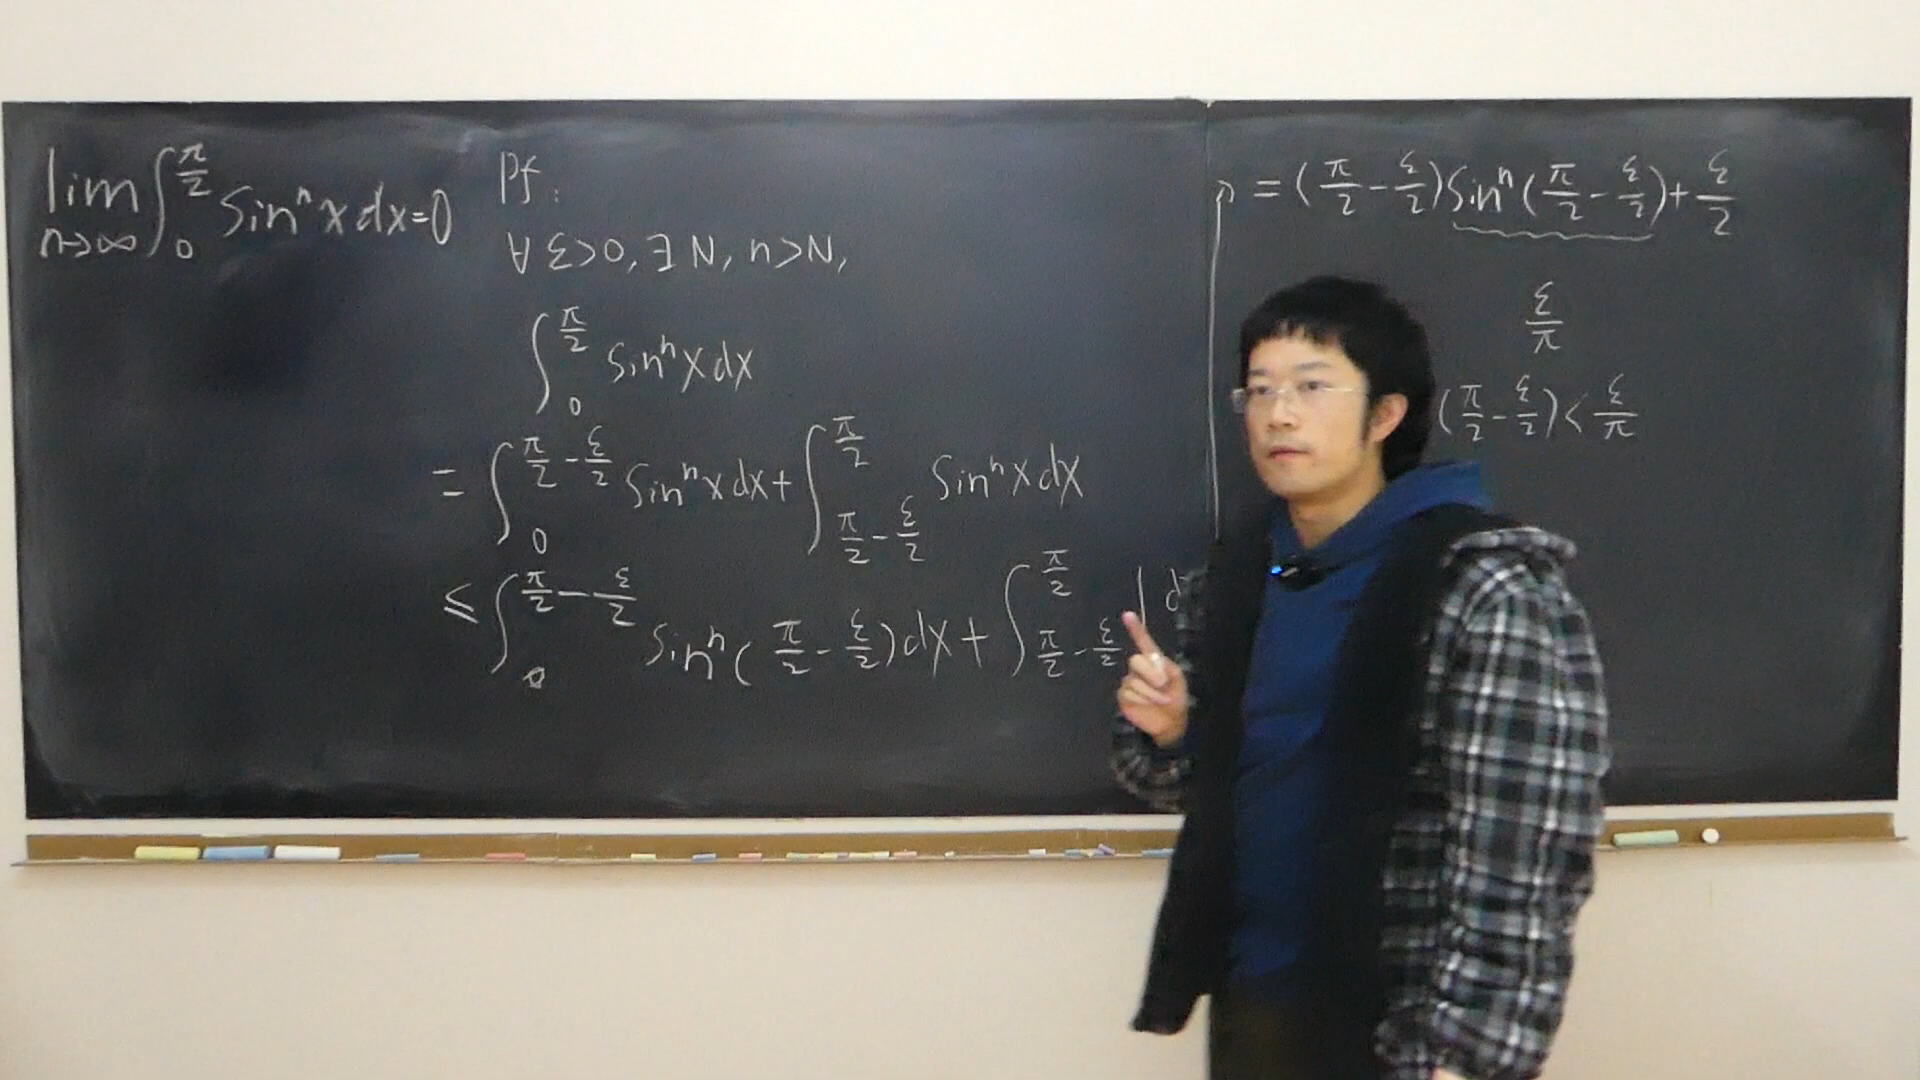 lim n→∞ ∫_0^{π/2} sin^n x dx = 0
Pf:
∀ ε>0, ∃ N, n>N,
∫_0^{π/2} sin^n x dx
= ∫_0^{π/2 - ε/2} sin^n x dx + ∫_{π/2 - ε/2}^{π/2} sin^n x dx
≤ ∫_0^{π/2 - ε/2} sin^n (π/2 - ε/2) dx + ∫_{π/2 - ε/2}^{π/2} 1 d
= (π/2 - ε/2) sin^n (π/2 - ε/2) + ε/2
ε/π
(π/2 - ε/2) < ε/π